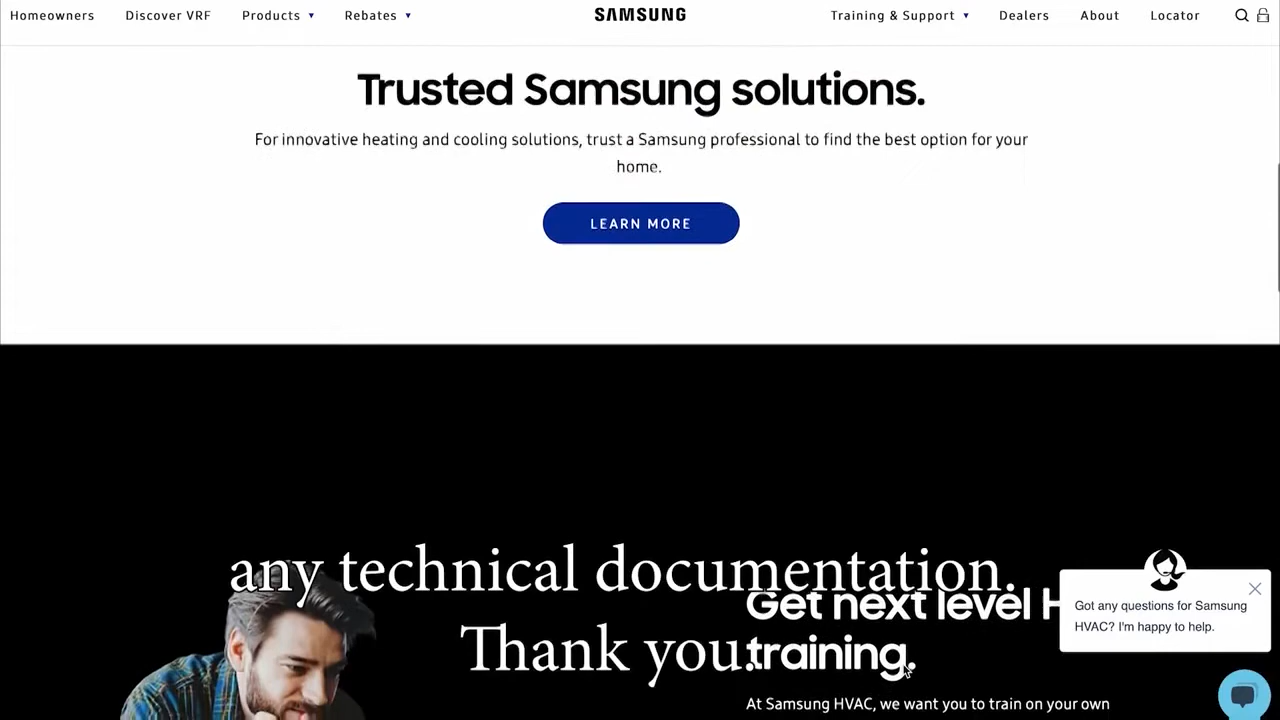 Homeowners Discover VRF Products Rebates SAMSUNG Training & Support Dealers About Locator
Trusted Samsung solutions.
For innovative heating and cooling solutions, trust a Samsung professional to find the best option for your
home.
LEARN MORE
any technical documentation.
Thank you.
Get next level H
training.
At Samsung HVAC, we want you to train on your own
Got any questions for Samsung
HVAC? I'm happy to help.